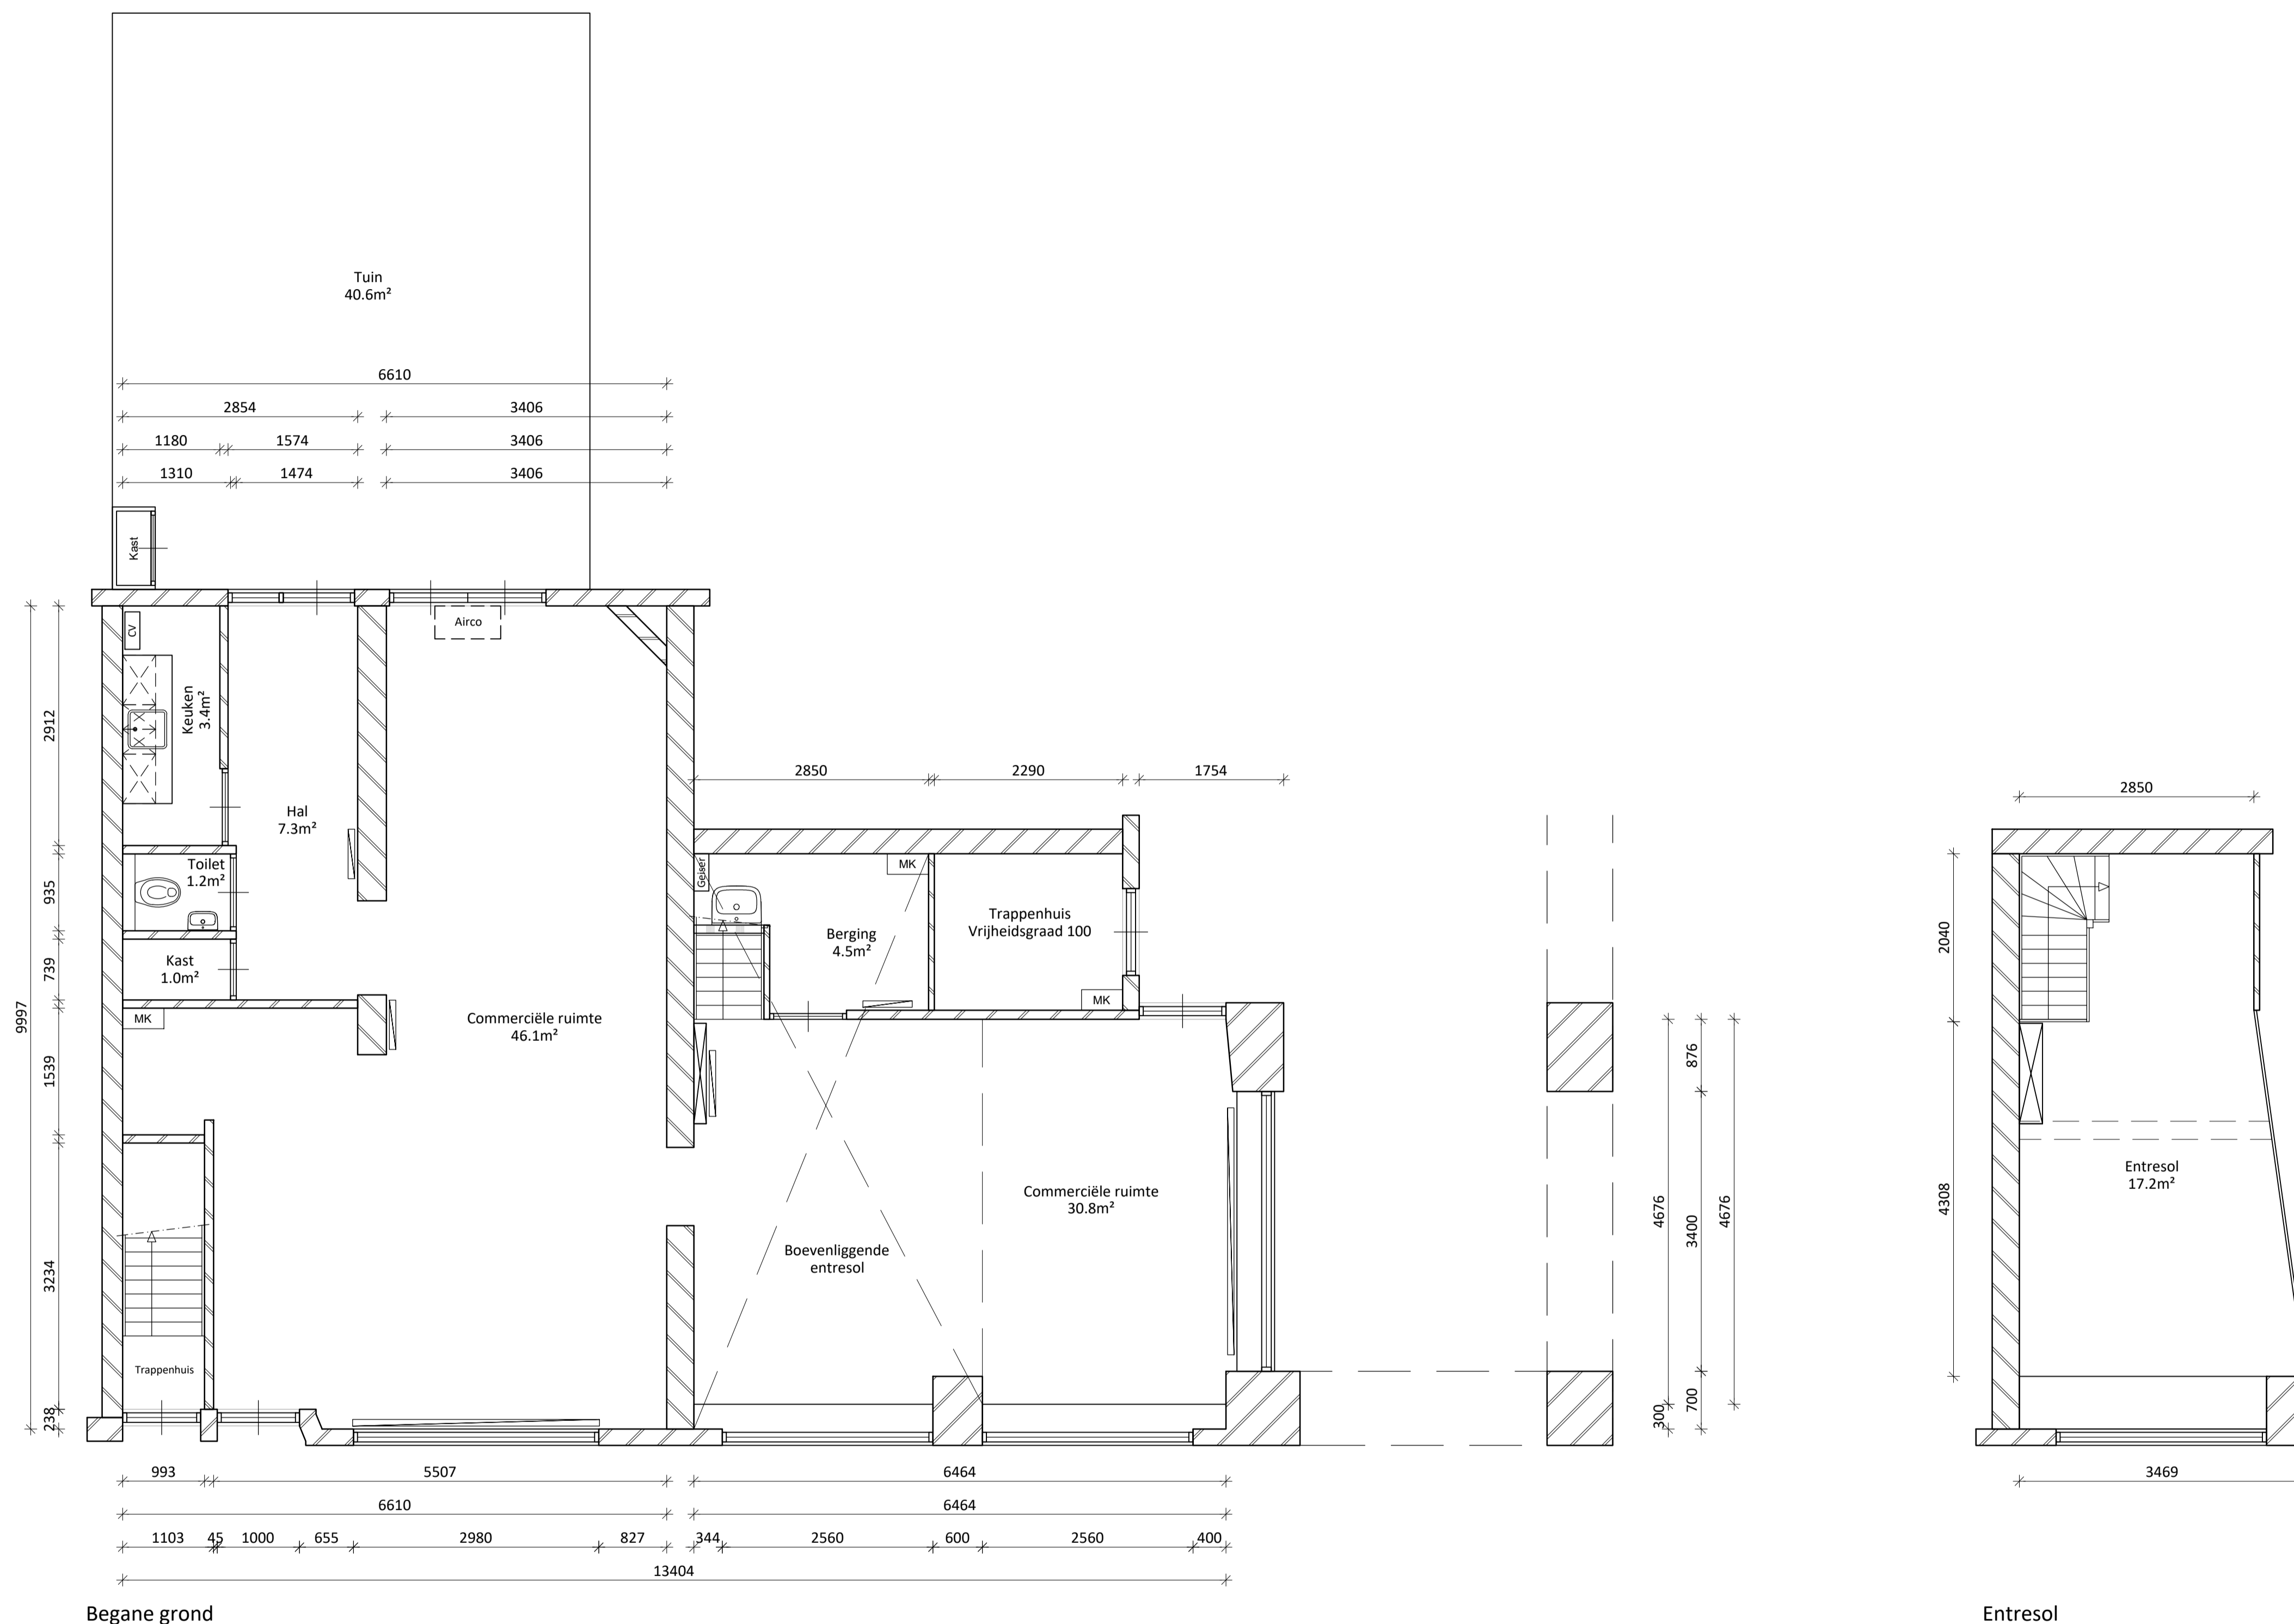 Tuin
40.6m²
6610
2854
3406
1180
1574
3406
1310
1474
3406
Kast
Airco
CV
Keuken
3.4m²
Hal
7.3m²
Toilet
1.2m²
Kast
1.0m²
MK
Commerciële ruimte
46.1m²
Trappenhuis
9997
2912
935
739
1539
3234
238
2850
2290
1754
Geiser
MK
Berging
4.5m²
Trappenhuis
Vrijheidsgraad 100
MK
Commerciële ruimte
30.8m²
Boevenliggende
entresol
4676
300
876
3400
700
4676
993
5507
6464
6610
6464
1103
45
1000
655
2980
827
344
2560
600
2560
400
13404
Begane grond
2850
2040
4308
Entresol
17.2m²
3469
Entresol